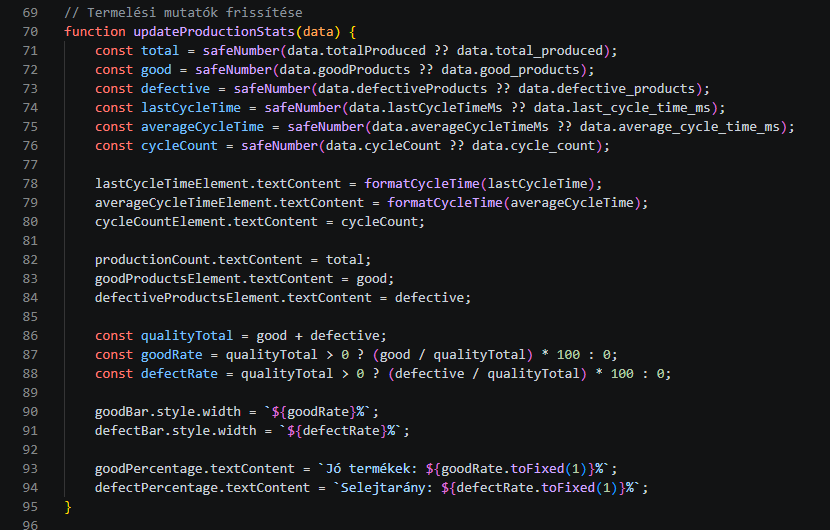 69 // Termelési mutatók frissítése
70 function updateProductionStats(data) {
71     const total = safeNumber(data.totalProduced ?? data.total_produced);
72     const good = safeNumber(data.goodProducts ?? data.good_products);
73     const defective = safeNumber(data.defectiveProducts ?? data.defective_products);
74     const lastCycleTime = safeNumber(data.lastCycleTimeMs ?? data.last_cycle_time_ms);
75     const averageCycleTime = safeNumber(data.averageCycleTimeMs ?? data.average_cycle_time_ms);
76     const cycleCount = safeNumber(data.cycleCount ?? data.cycle_count);
77
78     lastCycleTimeElement.textContent = formatCycleTime(lastCycleTime);
79     averageCycleTimeElement.textContent = formatCycleTime(averageCycleTime);
80     cycleCountElement.textContent = cycleCount;
81
82     productionCount.textContent = total;
83     goodProductsElement.textContent = good;
84     defectiveProductsElement.textContent = defective;
85
86     const qualityTotal = good + defective;
87     const goodRate = qualityTotal > 0 ? (good / qualityTotal) * 100 : 0;
88     const defectRate = qualityTotal > 0 ? (defective / qualityTotal) * 100 : 0;
89
90     goodBar.style.width = `${goodRate}%`;
91     defectBar.style.width = `${defectRate}%`;
92
93     goodPercentage.textContent = `Jó termékek: ${goodRate.toFixed(1)}%`;
94     defectPercentage.textContent = `Selejtarány: ${defectRate.toFixed(1)}%`;
95 }
96